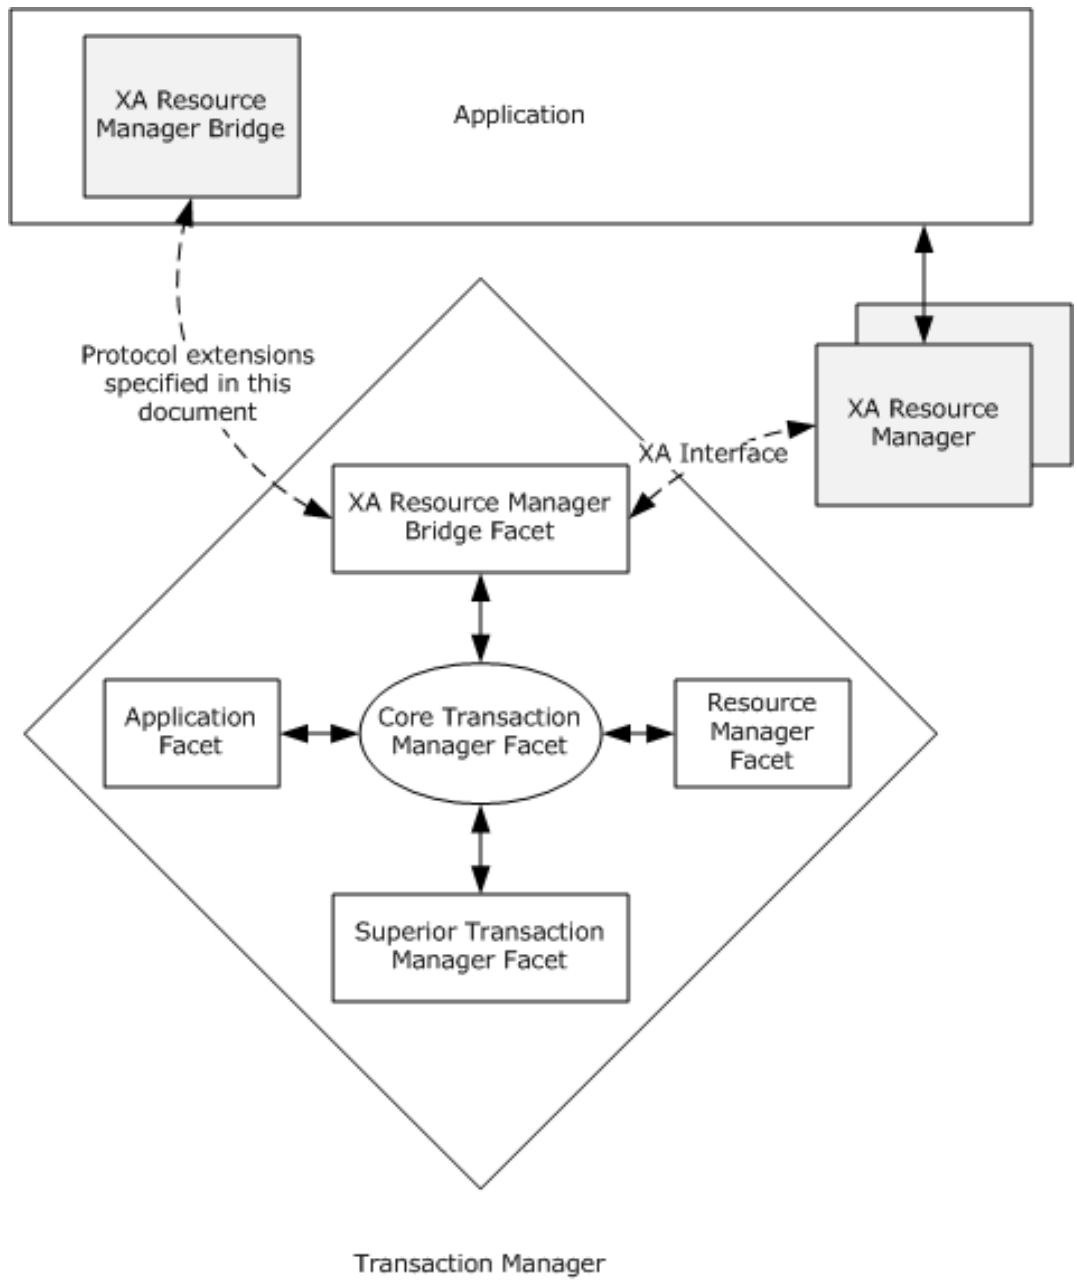 XA Resource
Manager Bridge
Application
Protocol extensions
specified in this
document
XA Resource
Manager
XA Interface
XA Resource Manager
Bridge Facet
Application
Facet
Core Transaction
Manager Facet
Resource
Manager
Facet
Superior Transaction
Manager Facet
Transaction Manager